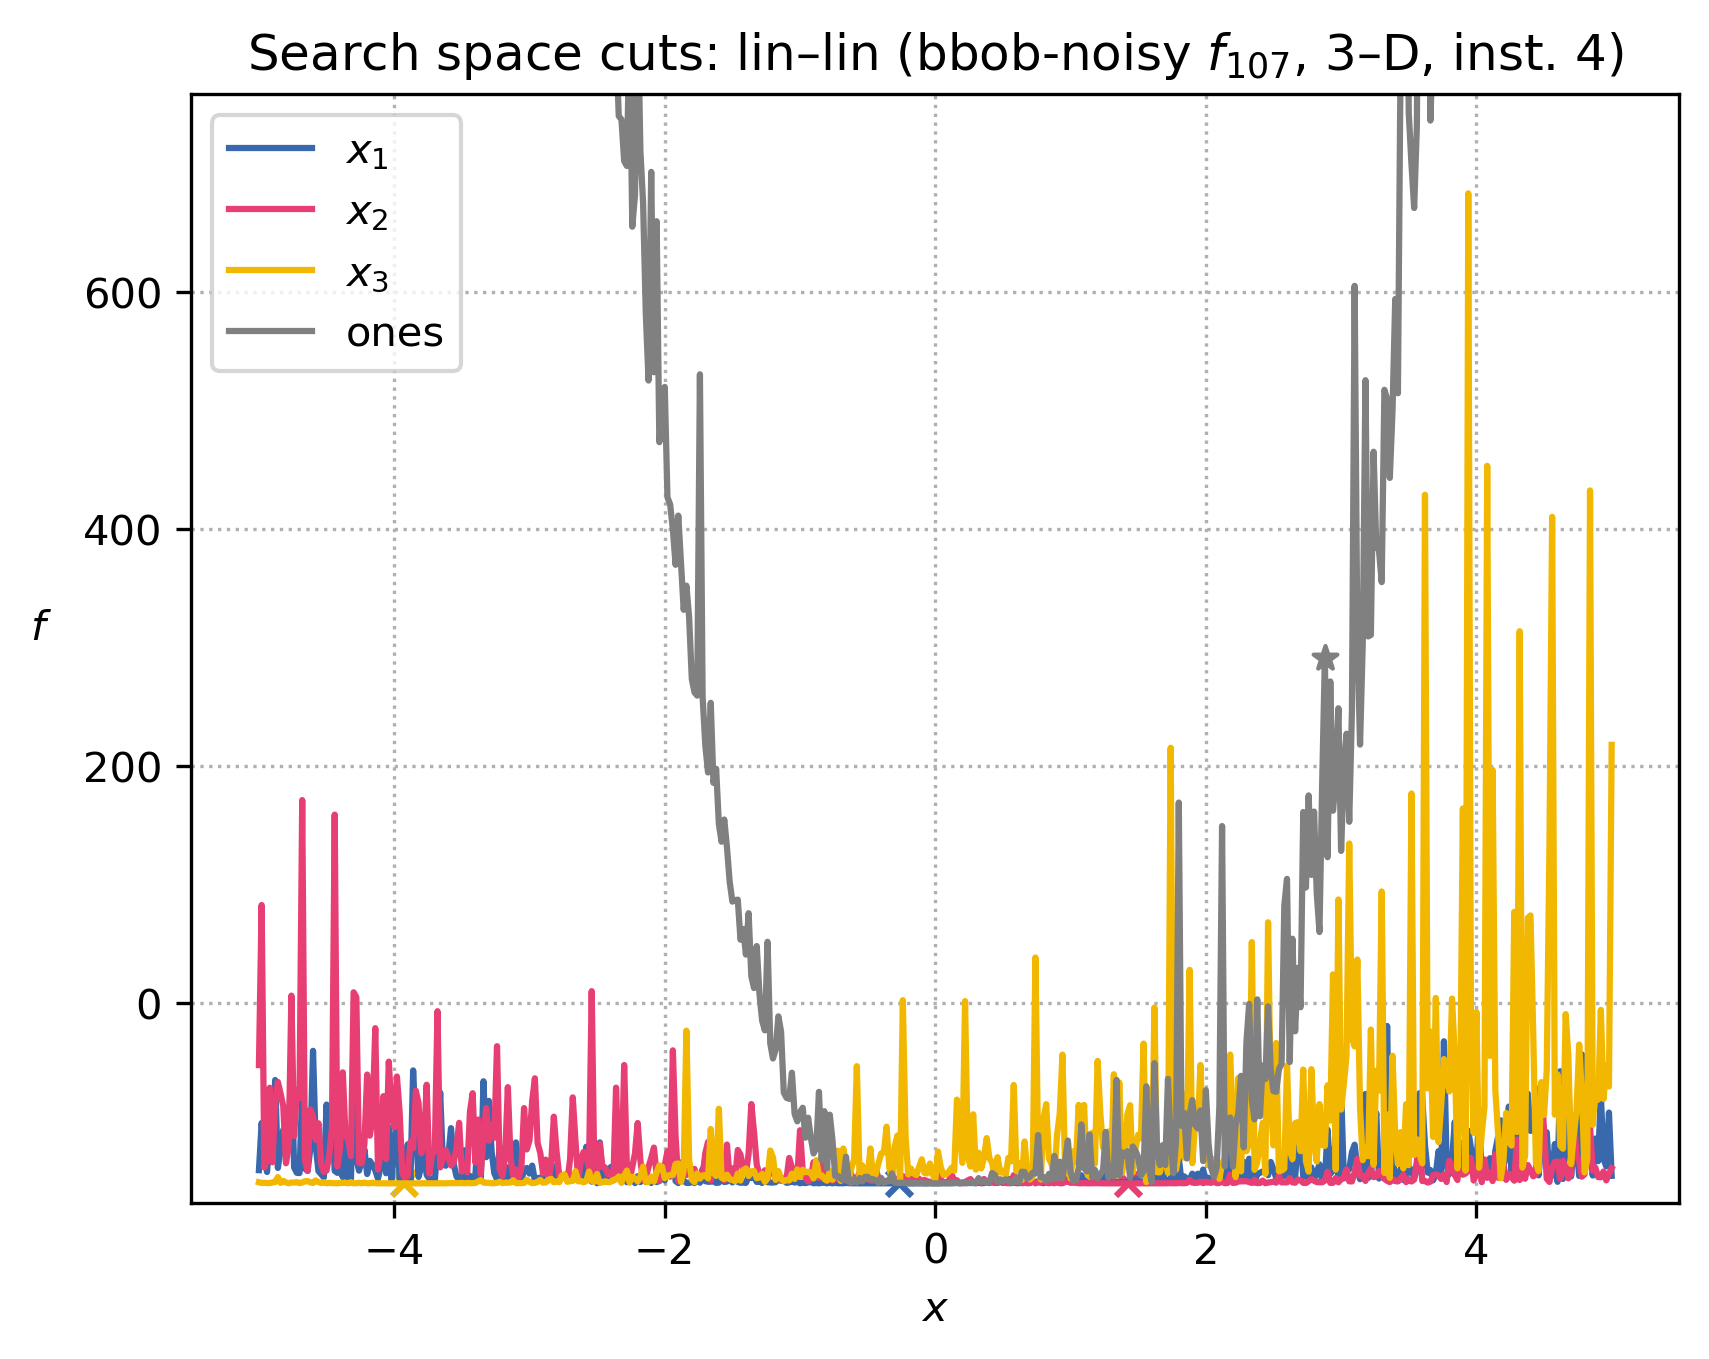 Search space cuts: lin–lin (bbob-noisy f₁₀₇, 3–D, inst. 4)
x₁
x₂
x₃
ones
600
400
200
0
f
−4 −2 0 2 4
x